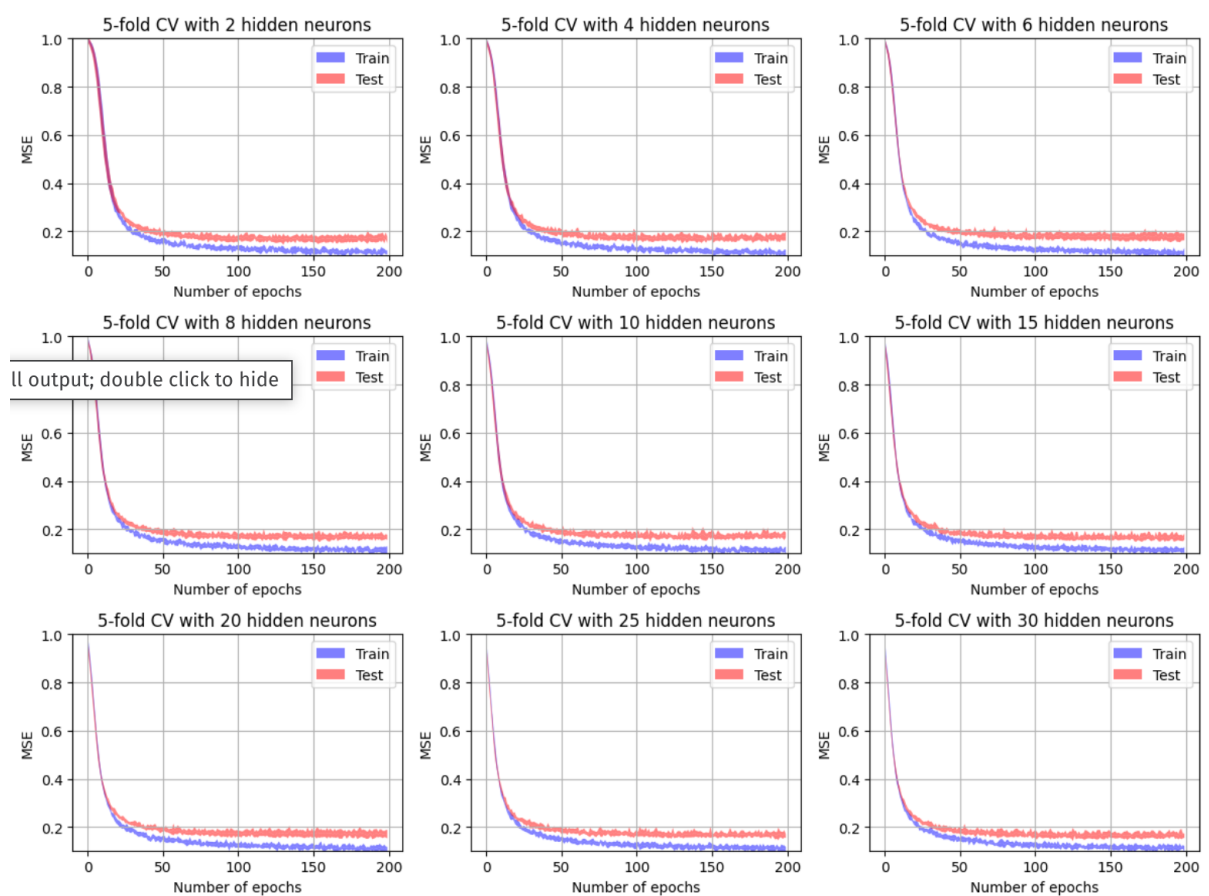 5-fold CV with 2 hidden neurons
1.0
0.8
0.6
0.4
0.2
MSE
Train
Test
0 50 100 150 200
Number of epochs
5-fold CV with 4 hidden neurons
1.0
0.8
0.6
0.4
0.2
MSE
Train
Test
0 50 100 150 200
Number of epochs
5-fold CV with 6 hidden neurons
1.0
0.8
0.6
0.4
0.2
MSE
Train
Test
0 50 100 150 200
Number of epochs
5-fold CV with 8 hidden neurons
1.0
ll output; double click to hide
0.6
0.4
0.2
MSE
Train
Test
0 50 100 150 200
Number of epochs
5-fold CV with 10 hidden neurons
1.0
0.8
0.6
0.4
0.2
MSE
Train
Test
0 50 100 150 200
Number of epochs
5-fold CV with 15 hidden neurons
1.0
0.8
0.6
0.4
0.2
MSE
Train
Test
0 50 100 150 200
Number of epochs
5-fold CV with 20 hidden neurons
1.0
0.8
0.6
0.4
0.2
MSE
Train
Test
0 50 100 150 200
Number of epochs
5-fold CV with 25 hidden neurons
1.0
0.8
0.6
0.4
0.2
MSE
Train
Test
0 50 100 150 200
Number of epochs
5-fold CV with 30 hidden neurons
1.0
0.8
0.6
0.4
0.2
MSE
Train
Test
0 50 100 150 200
Number of epochs